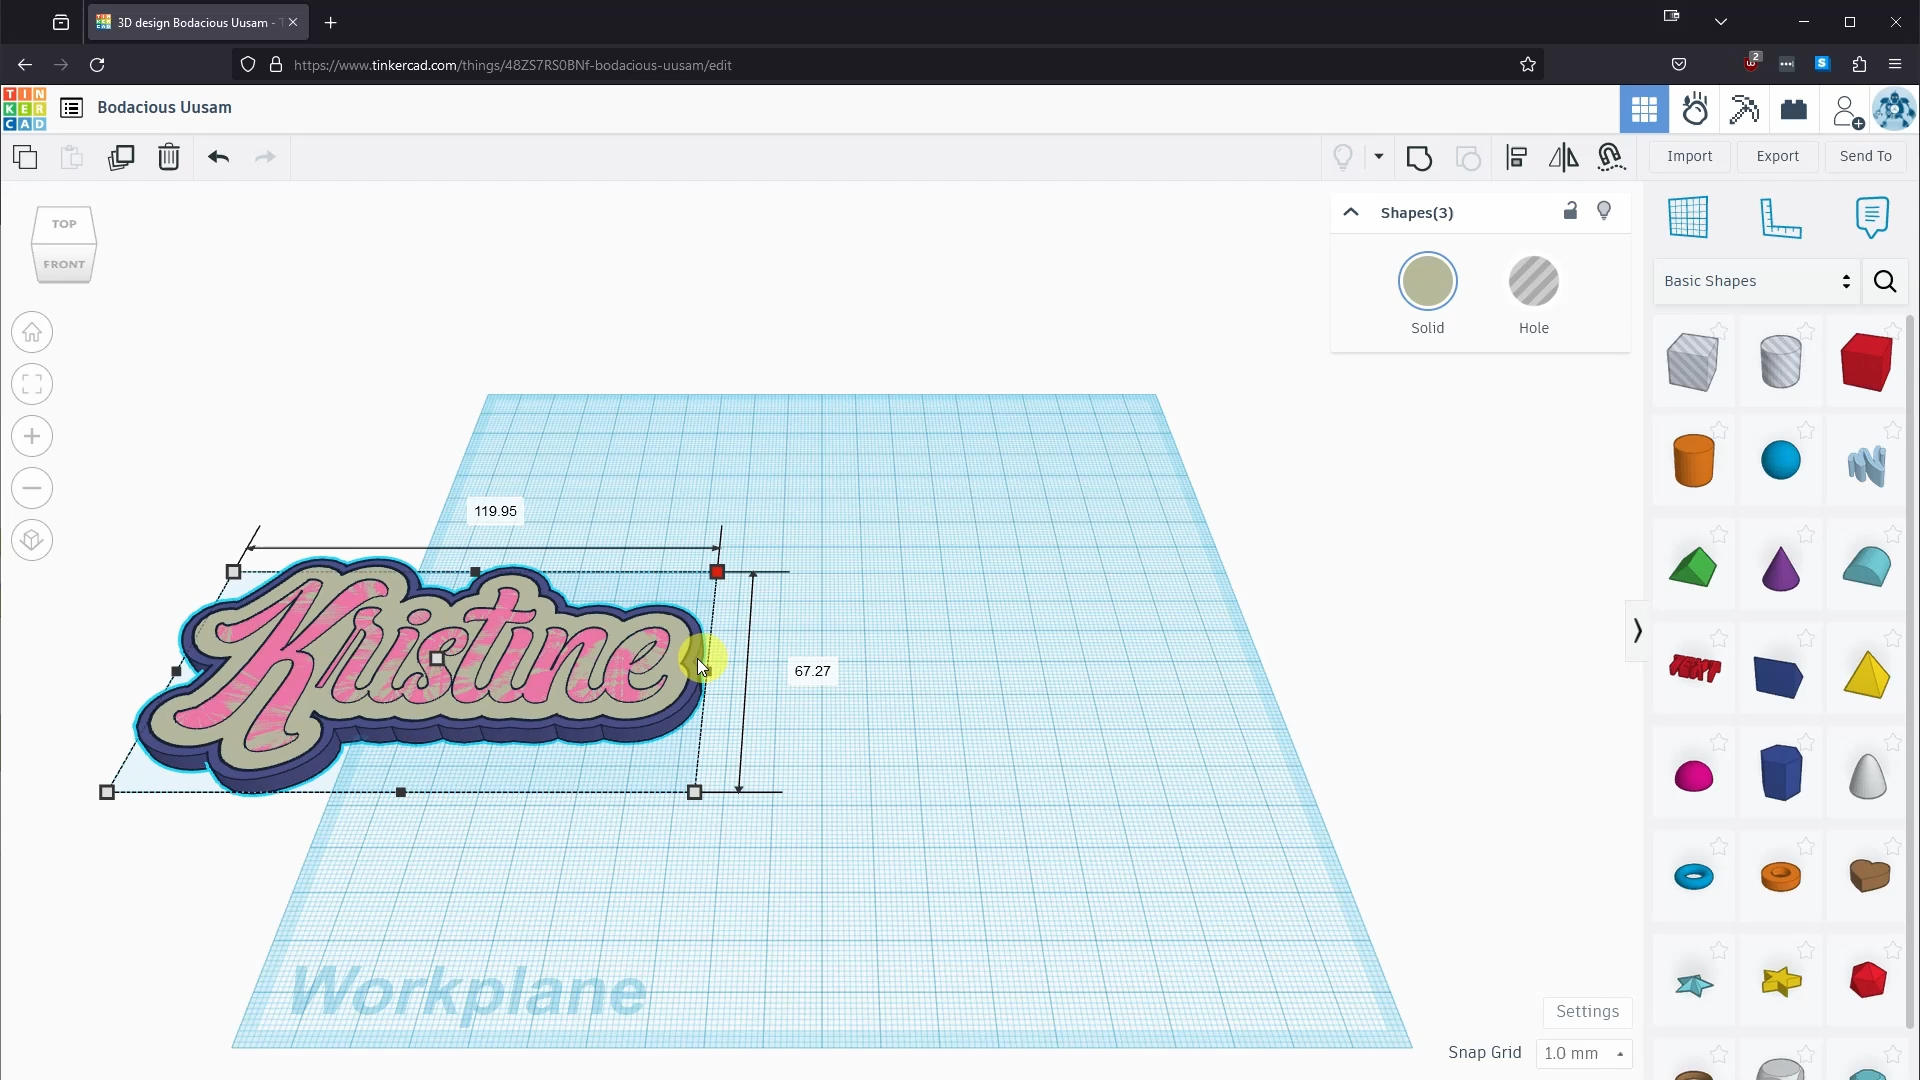 3D design Bodacious Uusam - T
https://www.tinkercad.com/things/48ZS7RS0BNf-bodacious-uusam/edit
2
S
TIN
KER
CAD
Bodacious Uusam
Import
Export
Send To
TOP
FRONT
Shapes(3)
Solid
Hole
Basic Shapes
119.95
67.27
Kristine
TEXT
Workplane
Settings
Snap Grid
1.0 mm